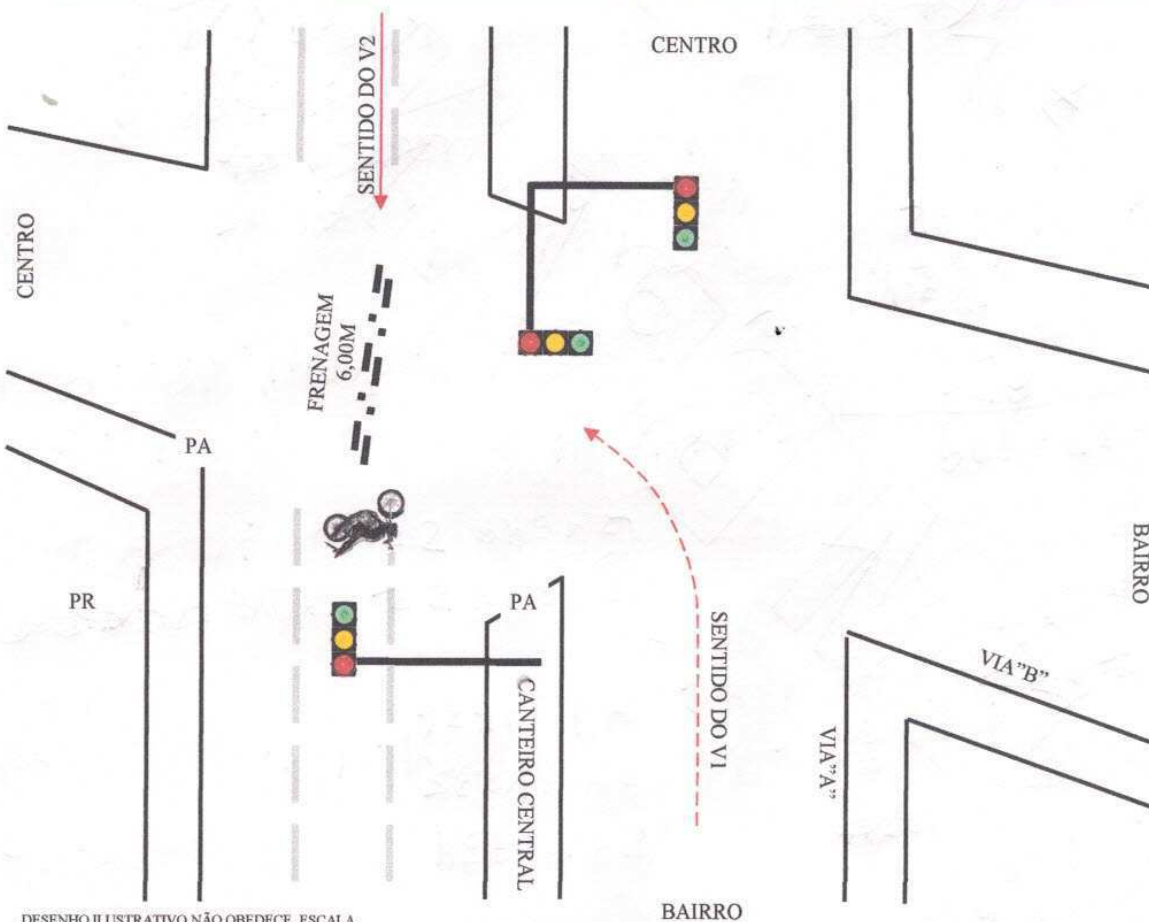 CENTRO
SENTIDO DO V2
CENTRO
FRENAGEM
6,00M
PA
PR
PA
CANTEIRO CENTRAL
SENTIDO DO V1
VIA"B"
VIA"A"
BAIRRO
BAIRRO
DESENHO ILUSTRATIVO NÃO OBEDECE ESCALA